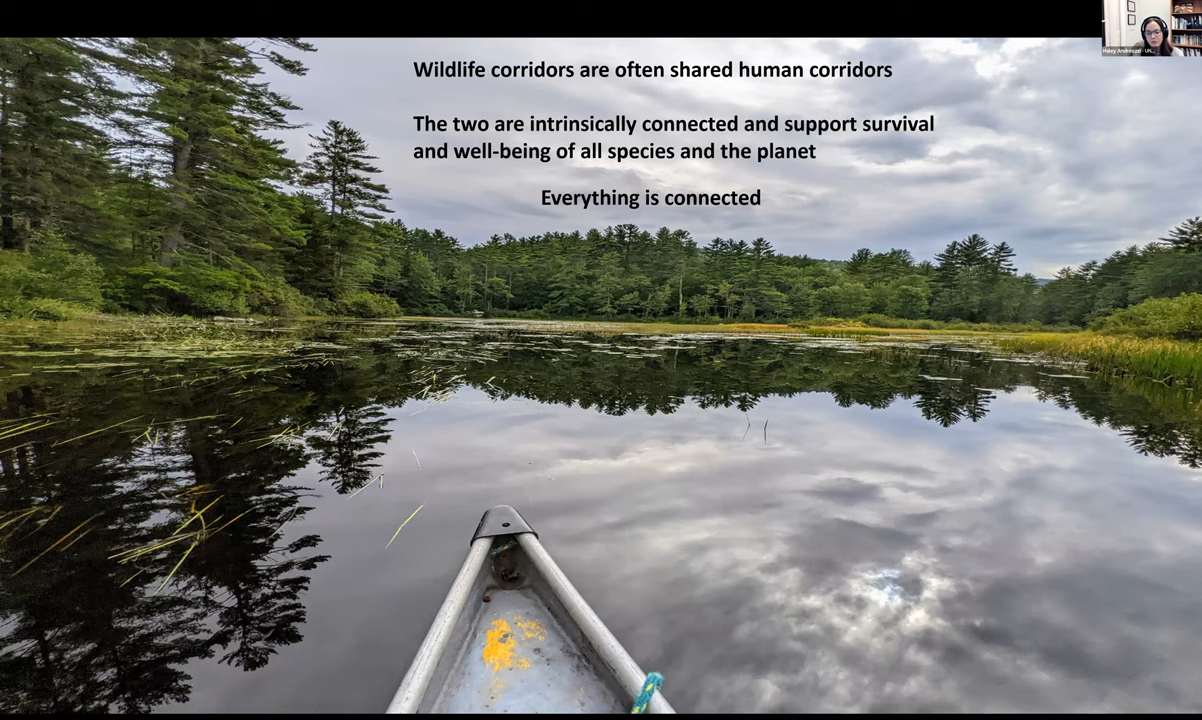 Wildlife corridors are often shared human corridors
The two are intrinsically connected and support survival
and well-being of all species and the planet
Everything is connected